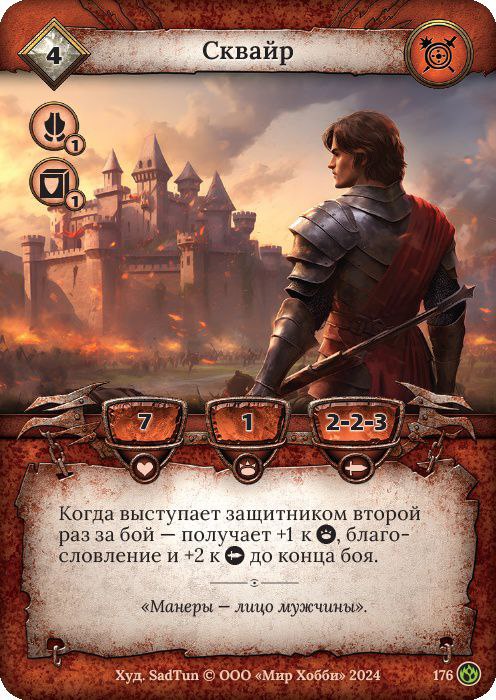 4
Сквайр
1
1
7
1
2-2-3
Когда выступает защитником второй
раз за бой — получает +1 к , благо-
словление и +2 к до конца боя.
«Манеры — лицо мужчины».
Худ. SadTun © ООО «Мир Хобби» 2024
176